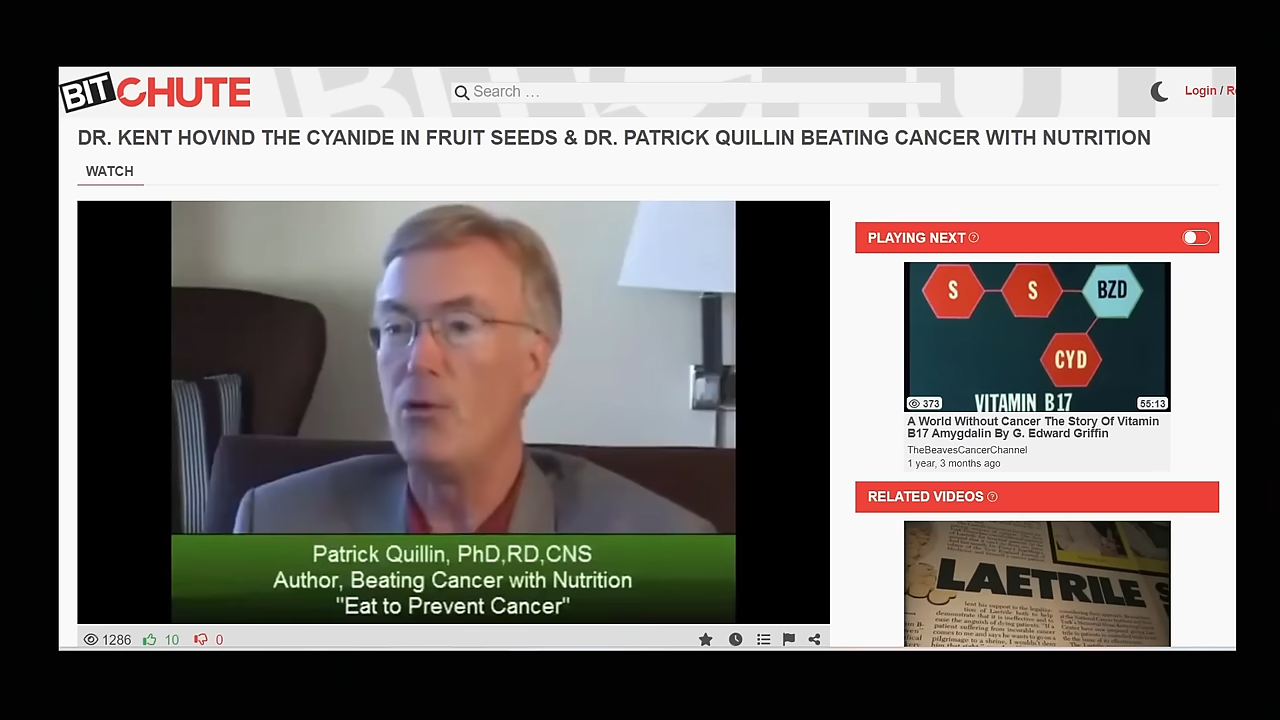 BITCHUTE
Search …
Login / R
DR. KENT HOVIND THE CYANIDE IN FRUIT SEEDS & DR. PATRICK QUILLIN BEATING CANCER WITH NUTRITION
WATCH
Patrick Quillin, PhD,RD,CNS
Author, Beating Cancer with Nutrition
"Eat to Prevent Cancer"
1286 10 0
PLAYING NEXT
S S BZD
CYD
VITAMIN B17
373 55:13
A World Without Cancer The Story Of Vitamin
B17 Amygdalin By G. Edward Griffin
TheBeavesCancerChannel
1 year, 3 months ago
RELATED VIDEOS
LAETRILE S